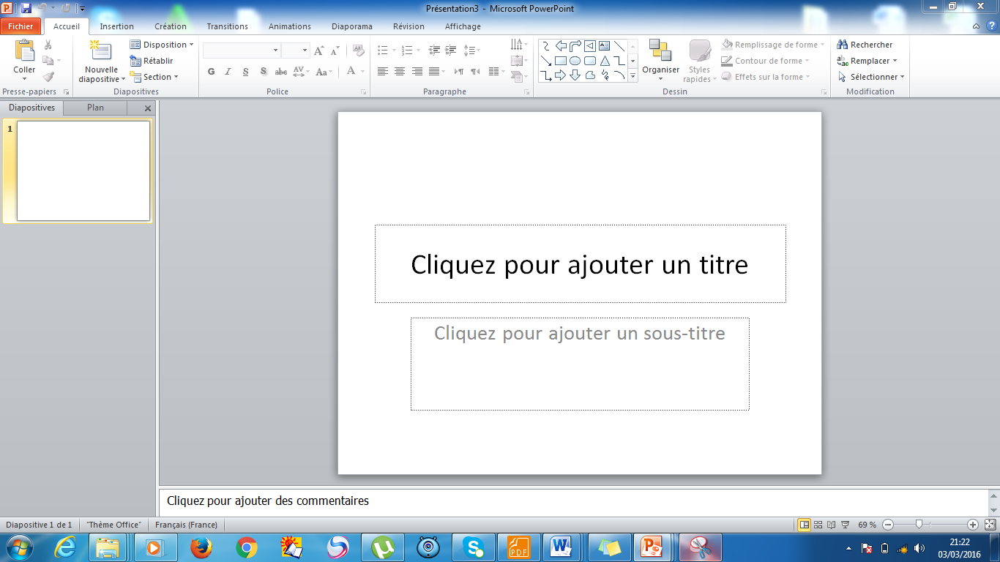 Présentation3 - Microsoft PowerPoint
Fichier Accueil Insertion Création Transitions Animations Diaporama Révision Affichage
Coller
Presse-papiers
Nouvelle diapositive
Disposition
Rétablir
Section
Diapositives
G I S S abc AV Aa A
Police
Paragraphe
Organiser
Styles rapides
Remplissage de forme
Contour de forme
Effets sur la forme
Dessin
Rechercher
Remplacer
Sélectionner
Modification
Diapositives Plan
1
Cliquez pour ajouter un titre
Cliquez pour ajouter un sous-titre
Cliquez pour ajouter des commentaires
Diapositive 1 de 1 "Thème Office" Français (France) 69 %
PDF
21:22
03/03/2016